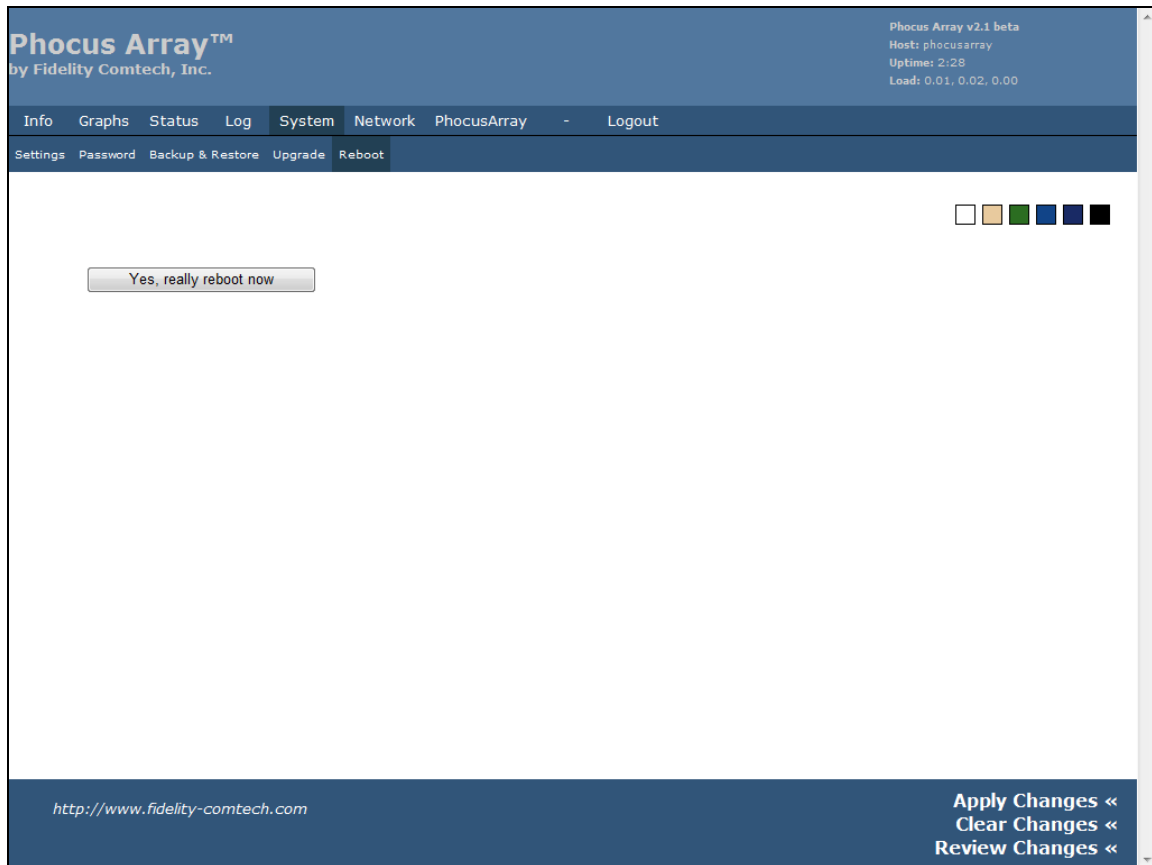 Phocus Array™
by Fidelity Comtech, Inc.
Phocus Array v2.1 beta
Host: phocusarray
Uptime: 2:28
Load: 0.01, 0.02, 0.00
Info Graphs Status Log System Network PhocusArray - Logout
Settings Password Backup & Restore Upgrade Reboot
Yes, really reboot now
http://www.fidelity-comtech.com
Apply Changes «
Clear Changes «
Review Changes «